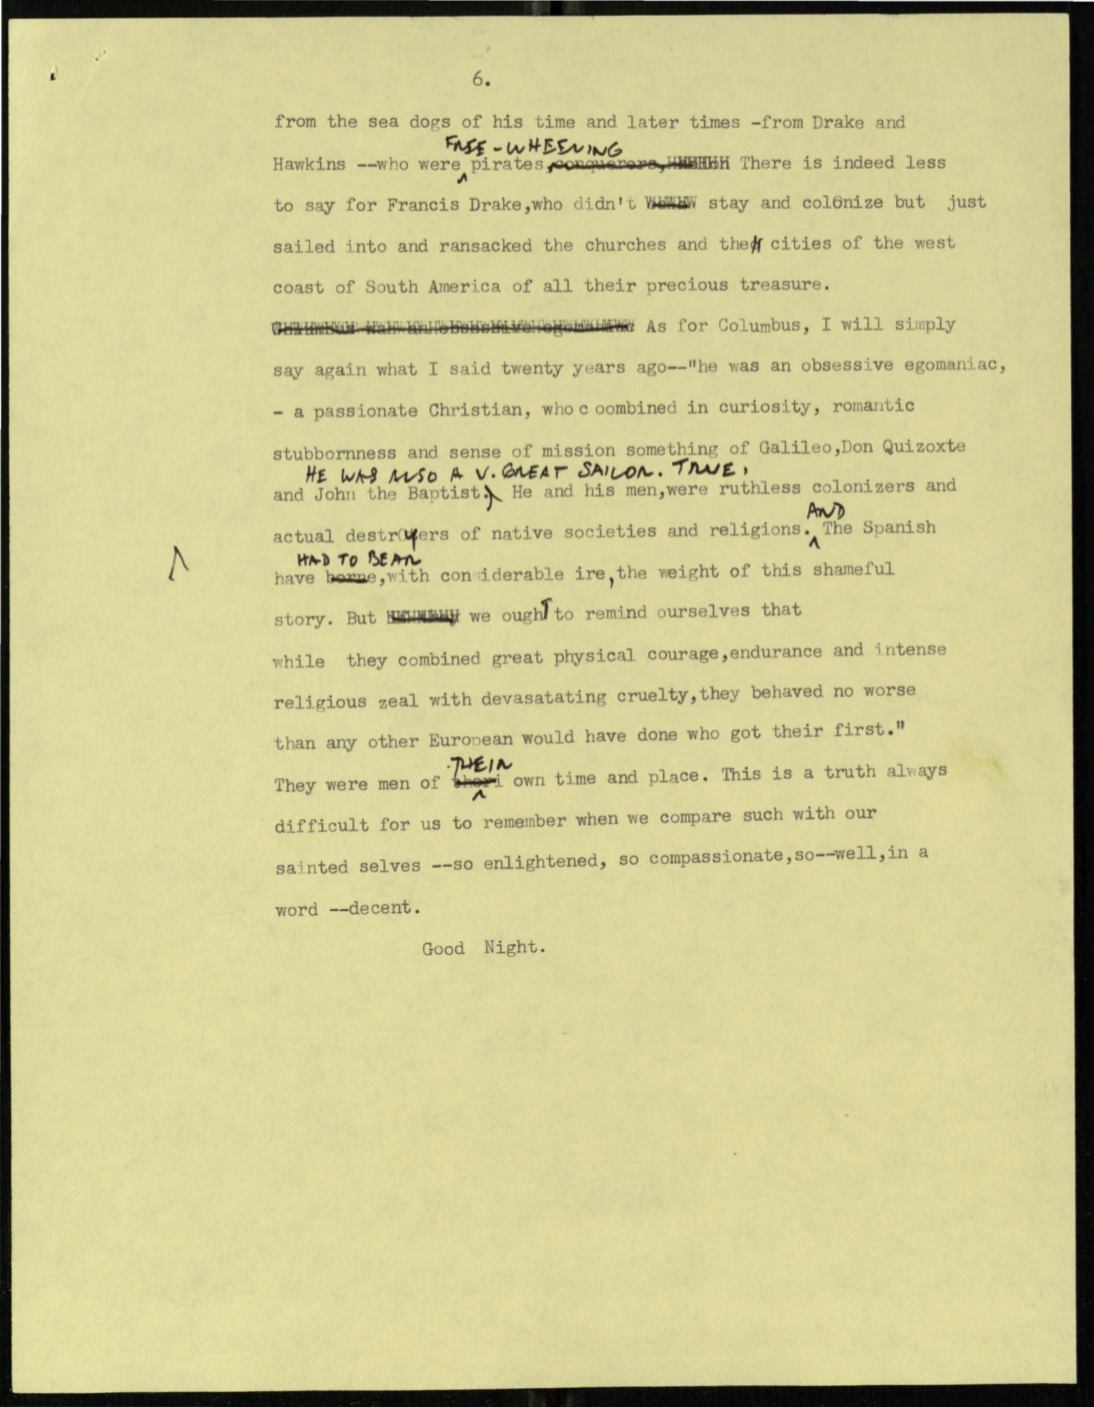 6.
from the sea dogs of his time and later times -from Drake and
FREE-WHEELING
Hawkins --who were pirates, conquerers, There is indeed less
to say for Francis Drake,who didn't stay and colonize but just
sailed into and ransacked the churches and the cities of the west
coast of South America of all their precious treasure.
As for Columbus, I will simply
say again what I said twenty years ago--"he was an obsessive egomaniac,
- a passionate Christian, who c oombined in curiosity, romantic
stubbornness and sense of mission something of Galileo,Don Quizoxte
HE WAS ALSO A V. GREAT SAILOR. TRUE,
and John the Baptist. He and his men,were ruthless colonizers and
AND
actual destroyers of native societies and religions. The Spanish
HAD TO BEAR
have borne,with considerable ire,the weight of this shameful
story. But we ought to remind ourselves that
while they combined great physical courage,endurance and intense
religious zeal with devasatating cruelty,they behaved no worse
than any other European would have done who got their first."
THEIR
They were men of theri own time and place. This is a truth always
difficult for us to remember when we compare such with our
sainted selves --so enlightened, so compassionate,so--well,in a
word --decent.
Good Night.